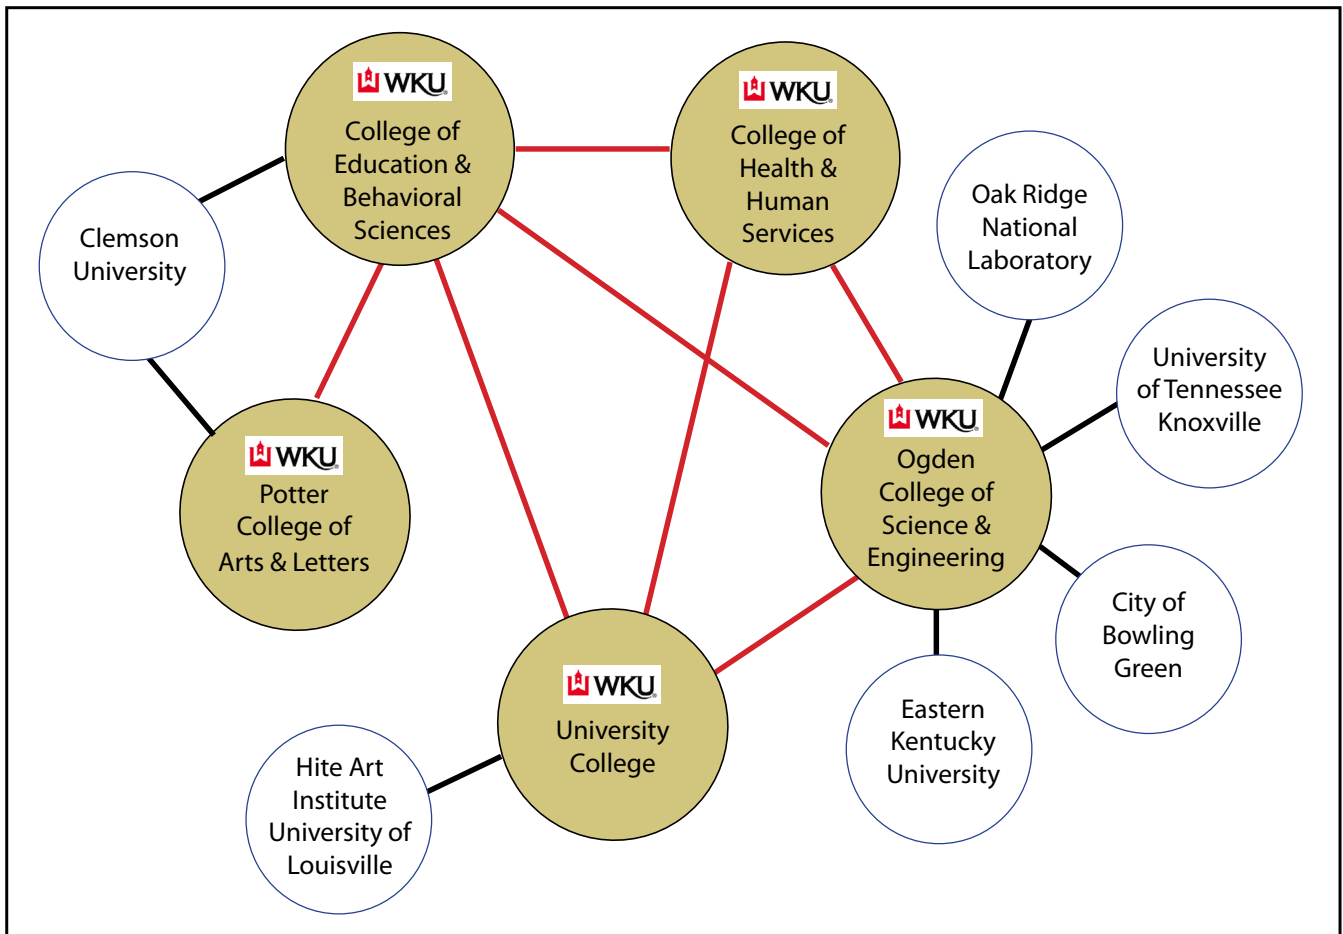 WKU
College of
Education &
Behavioral
Sciences
WKU
College of
Health &
Human
Services
Oak Ridge
National
Laboratory
Clemson
University
University
of Tennessee
Knoxville
WKU
Potter
College of
Arts & Letters
WKU
Ogden
College of
Science &
Engineering
City of
Bowling
Green
WKU
University
College
Eastern
Kentucky
University
Hite Art
Institute
University of
Louisville